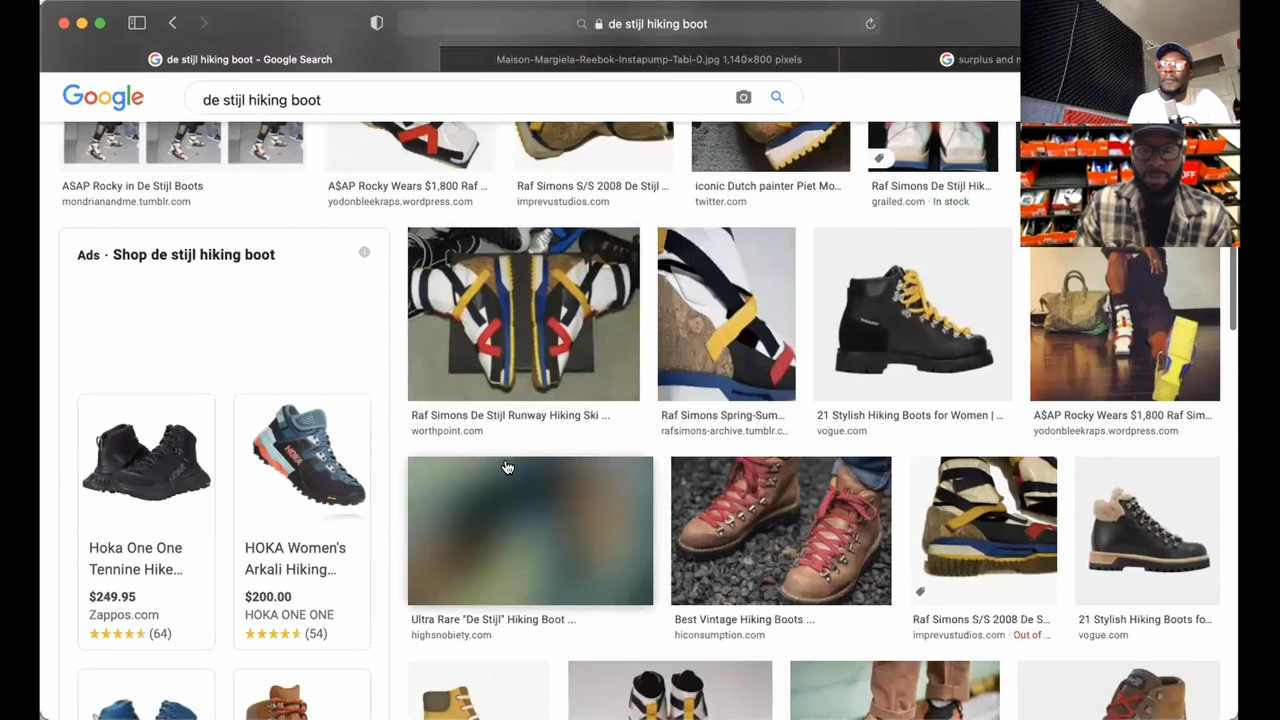 de stijl hiking boot
de stijl hiking boot - Google Search
Maison-Margiela-Reebok-Instapump-Tabi-0.jpg 1,140×800 pixels
surplus and m
Google
de stijl hiking boot
ASAP Rocky in De Stijl Boots
mondrianandme.tumblr.com
A$AP Rocky Wears $1,800 Raf ...
yodonbleekraps.wordpress.com
Raf Simons S/S 2008 De Stijl ...
imprevustudios.com
iconic Dutch painter Piet Mo...
twitter.com
Raf Simons De Stijl Hik...
grailed.com · In stock
Ads · Shop de stijl hiking boot
Raf Simons De Stijl Runway Hiking Ski ...
worthpoint.com
Raf Simons Spring-Sum...
rafsimons-archive.tumblr.c...
21 Stylish Hiking Boots for Women | ...
vogue.com
A$AP Rocky Wears $1,800 Raf Sim...
yodonbleekraps.wordpress.com
Hoka One One
Tennine Hike...
$249.95
Zappos.com
(64)
HOKA
HOKA Women's
Arkali Hiking...
$200.00
HOKA ONE ONE
(54)
Ultra Rare "De Stijl" Hiking Boot ...
highsnobiety.com
Best Vintage Hiking Boots ...
hiconsumption.com
Raf Simons S/S 2008 De S...
imprevustudios.com · Out of ...
21 Stylish Hiking Boots fo...
vogue.com